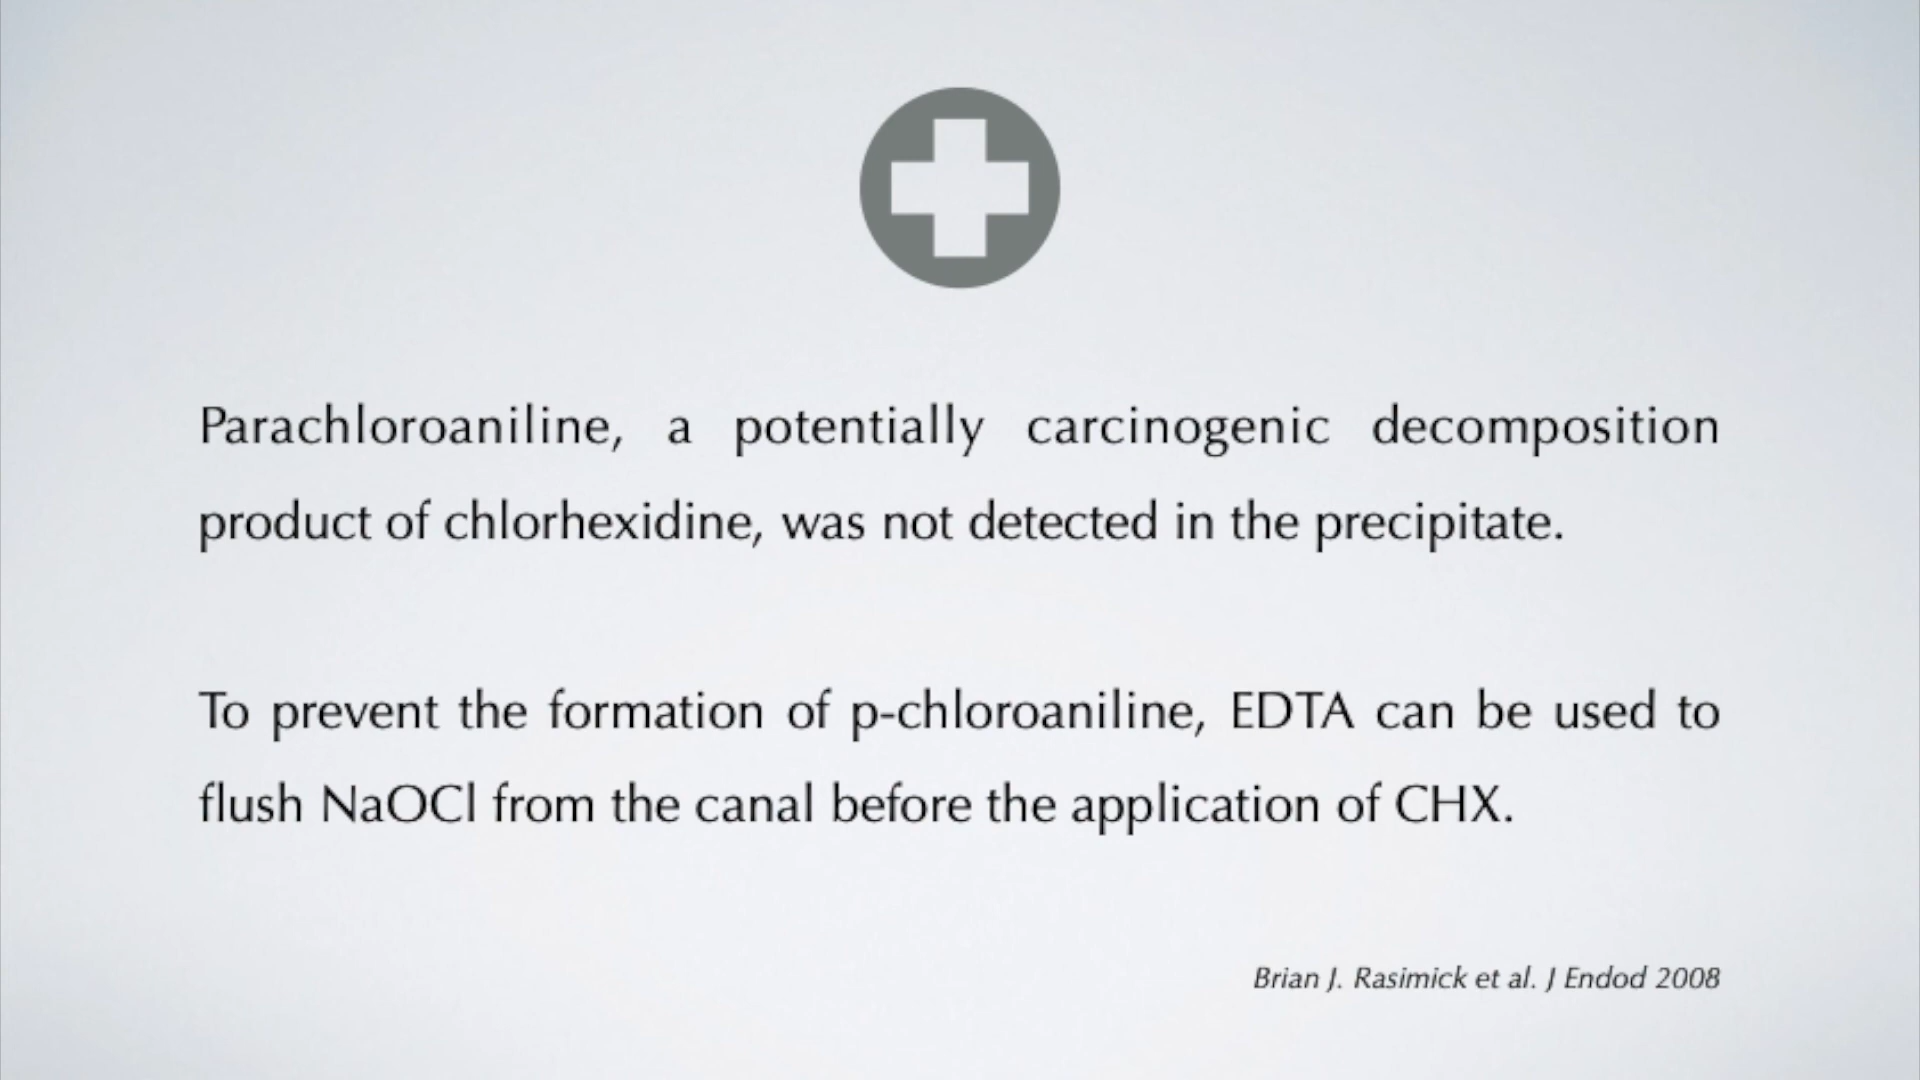 Parachloroaniline, a potentially carcinogenic decomposition
product of chlorhexidine, was not detected in the precipitate.
To prevent the formation of p-chloroaniline, EDTA can be used to
flush NaOCl from the canal before the application of CHX.
Brian J. Rasimick et al. J Endod 2008